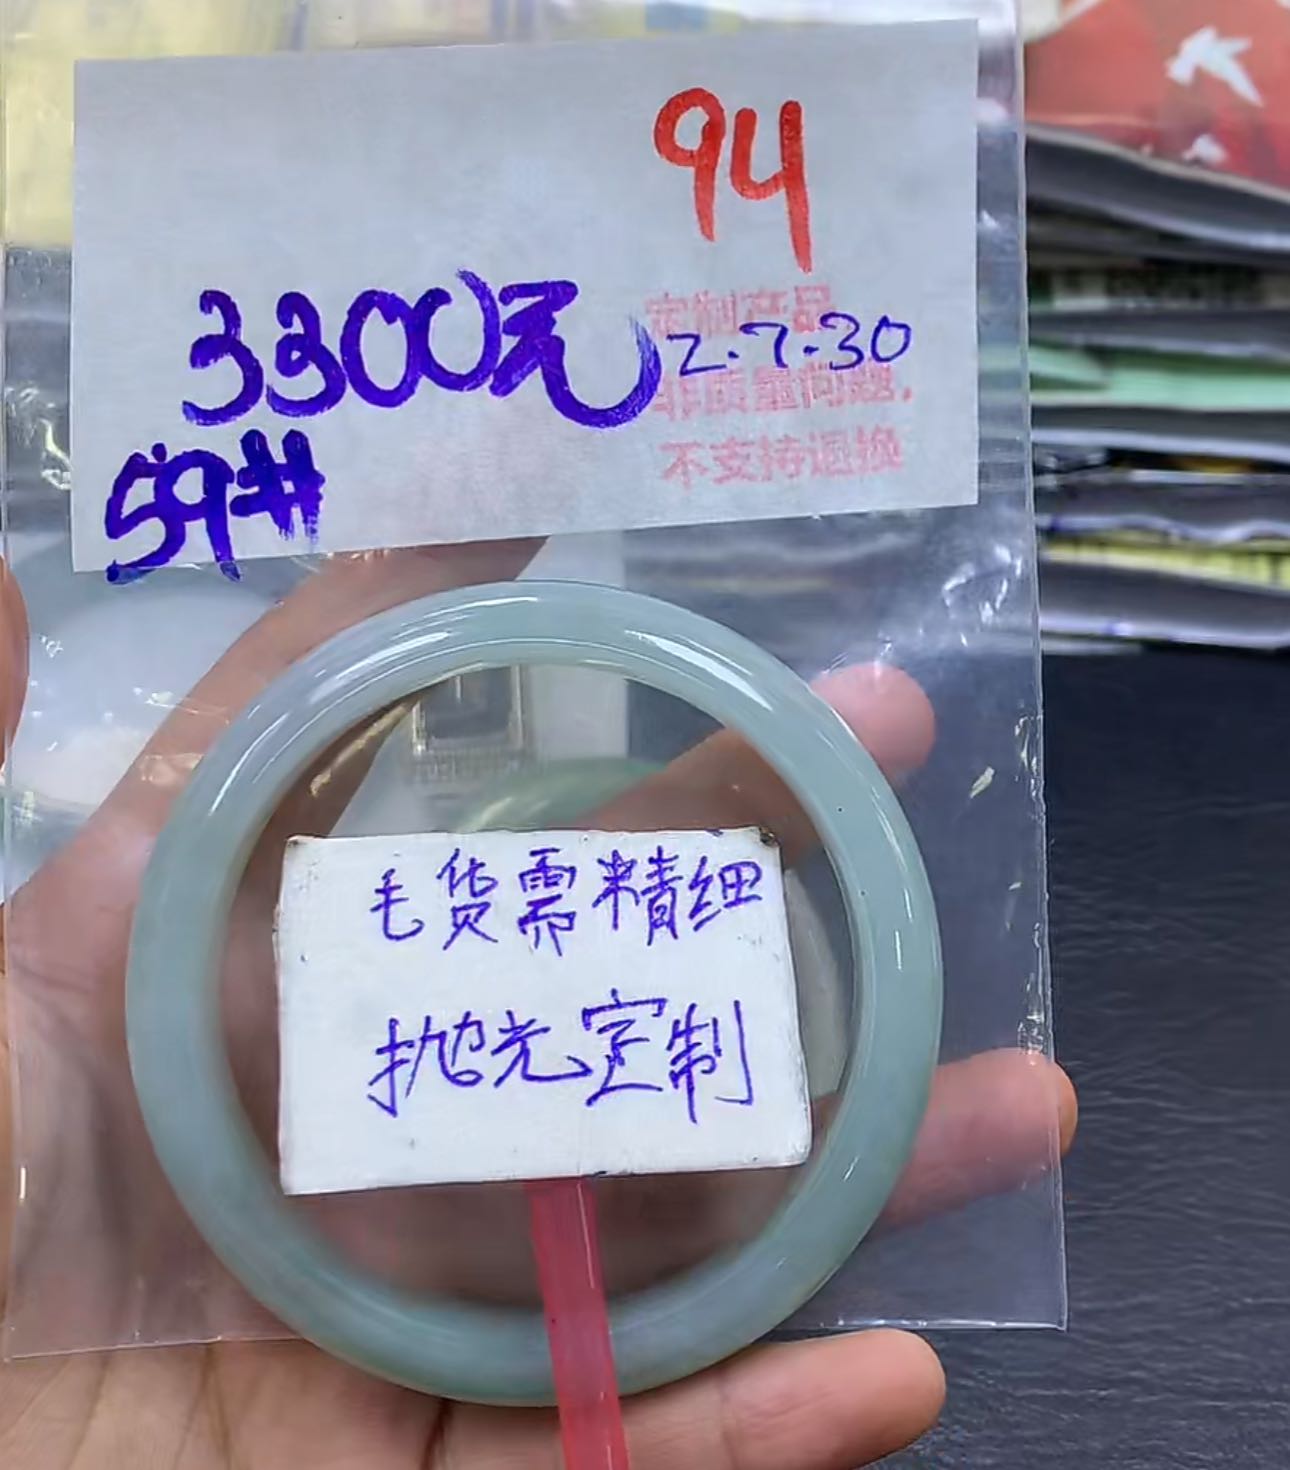 94
3300元
定制产品
2.7.30
非质量问题，
不支持退换
59#
毛货需精细
抛光定制